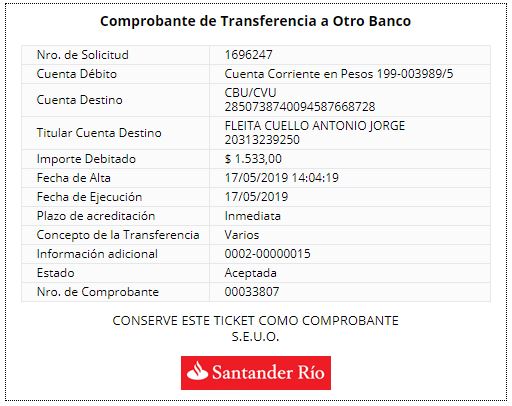 Comprobante de Transferencia a Otro Banco
Nro. de Solicitud 1696247
Cuenta Débito Cuenta Corriente en Pesos 199-003989/5
Cuenta Destino CBU/CVU
2850738740094587668728
Titular Cuenta Destino FLEITA CUELLO ANTONIO JORGE
20313239250
Importe Debitado $ 1.533,00
Fecha de Alta 17/05/2019 14:04:19
Fecha de Ejecución 17/05/2019
Plazo de acreditación Inmediata
Concepto de la Transferencia Varios
Información adicional 0002-00000015
Estado Aceptada
Nro. de Comprobante 00033807
CONSERVE ESTE TICKET COMO COMPROBANTE
S.E.U.O.
Santander Río